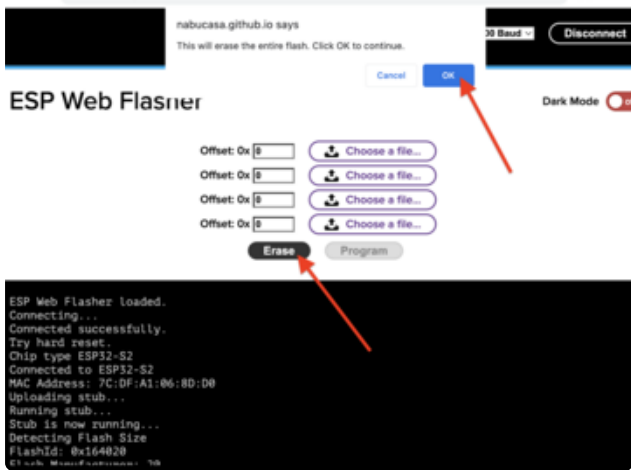 nabucasa.github.io says
This will erase the entire flash. Click OK to continue.
Cancel OK
00 Baud Disconnect
ESP Web Flasher
Dark Mode
Offset: 0x 0 Choose a file...
Offset: 0x 0 Choose a file...
Offset: 0x 0 Choose a file...
Offset: 0x 0 Choose a file...
Erase Program
ESP Web Flasher loaded.
Connecting...
Connected successfully.
Try hard reset.
Chip type ESP32-S2
Connected to ESP32-S2
MAC Address: 7C:DF:A1:06:8D:D0
Uploading stub...
Running stub...
Stub is now running...
Detecting Flash Size
FlashId: 0x164020
Flash Manufacturer: 20